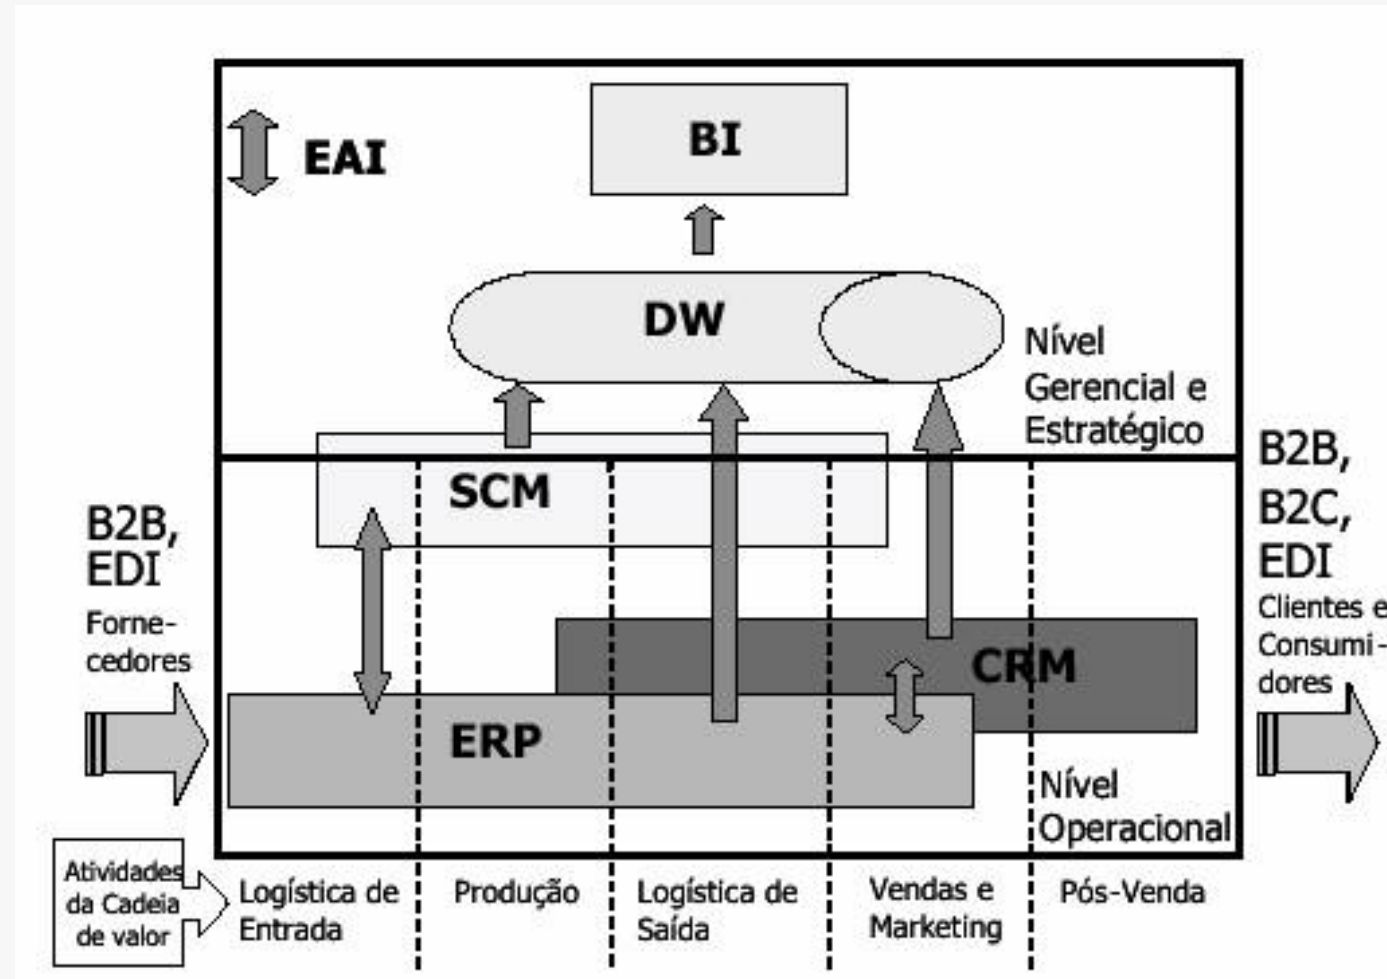 EAI
BI
DW
Nível
Gerencial e
Estratégico
SCM
B2B,
EDI
Forne-
cedores
B2B,
B2C,
EDI
Clientes e
Consumi-
dores
CRM
ERP
Nível
Operacional
Atividades
da Cadeia
de valor
Logística de
Entrada
Produção
Logística de
Saída
Vendas e
Marketing
Pós-Venda